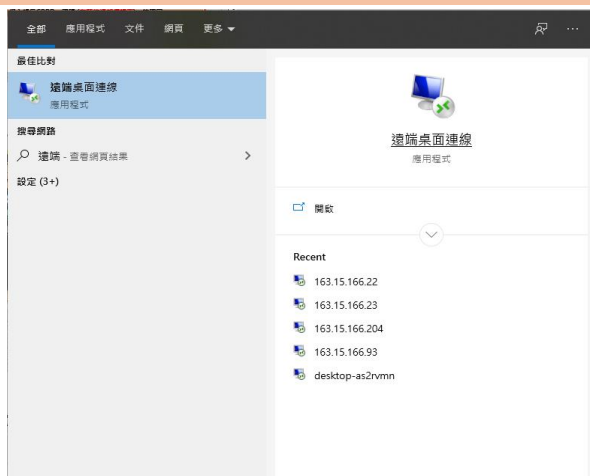 全部 應用程式 文件 網頁 更多
最佳比對
遠端桌面連線
應用程式
搜尋網路
遠端 - 查看網頁結果
設定 (3+)
遠端桌面連線
應用程式
開啟
Recent
163.15.166.22
163.15.166.23
163.15.166.204
163.15.166.93
desktop-as2rvmn